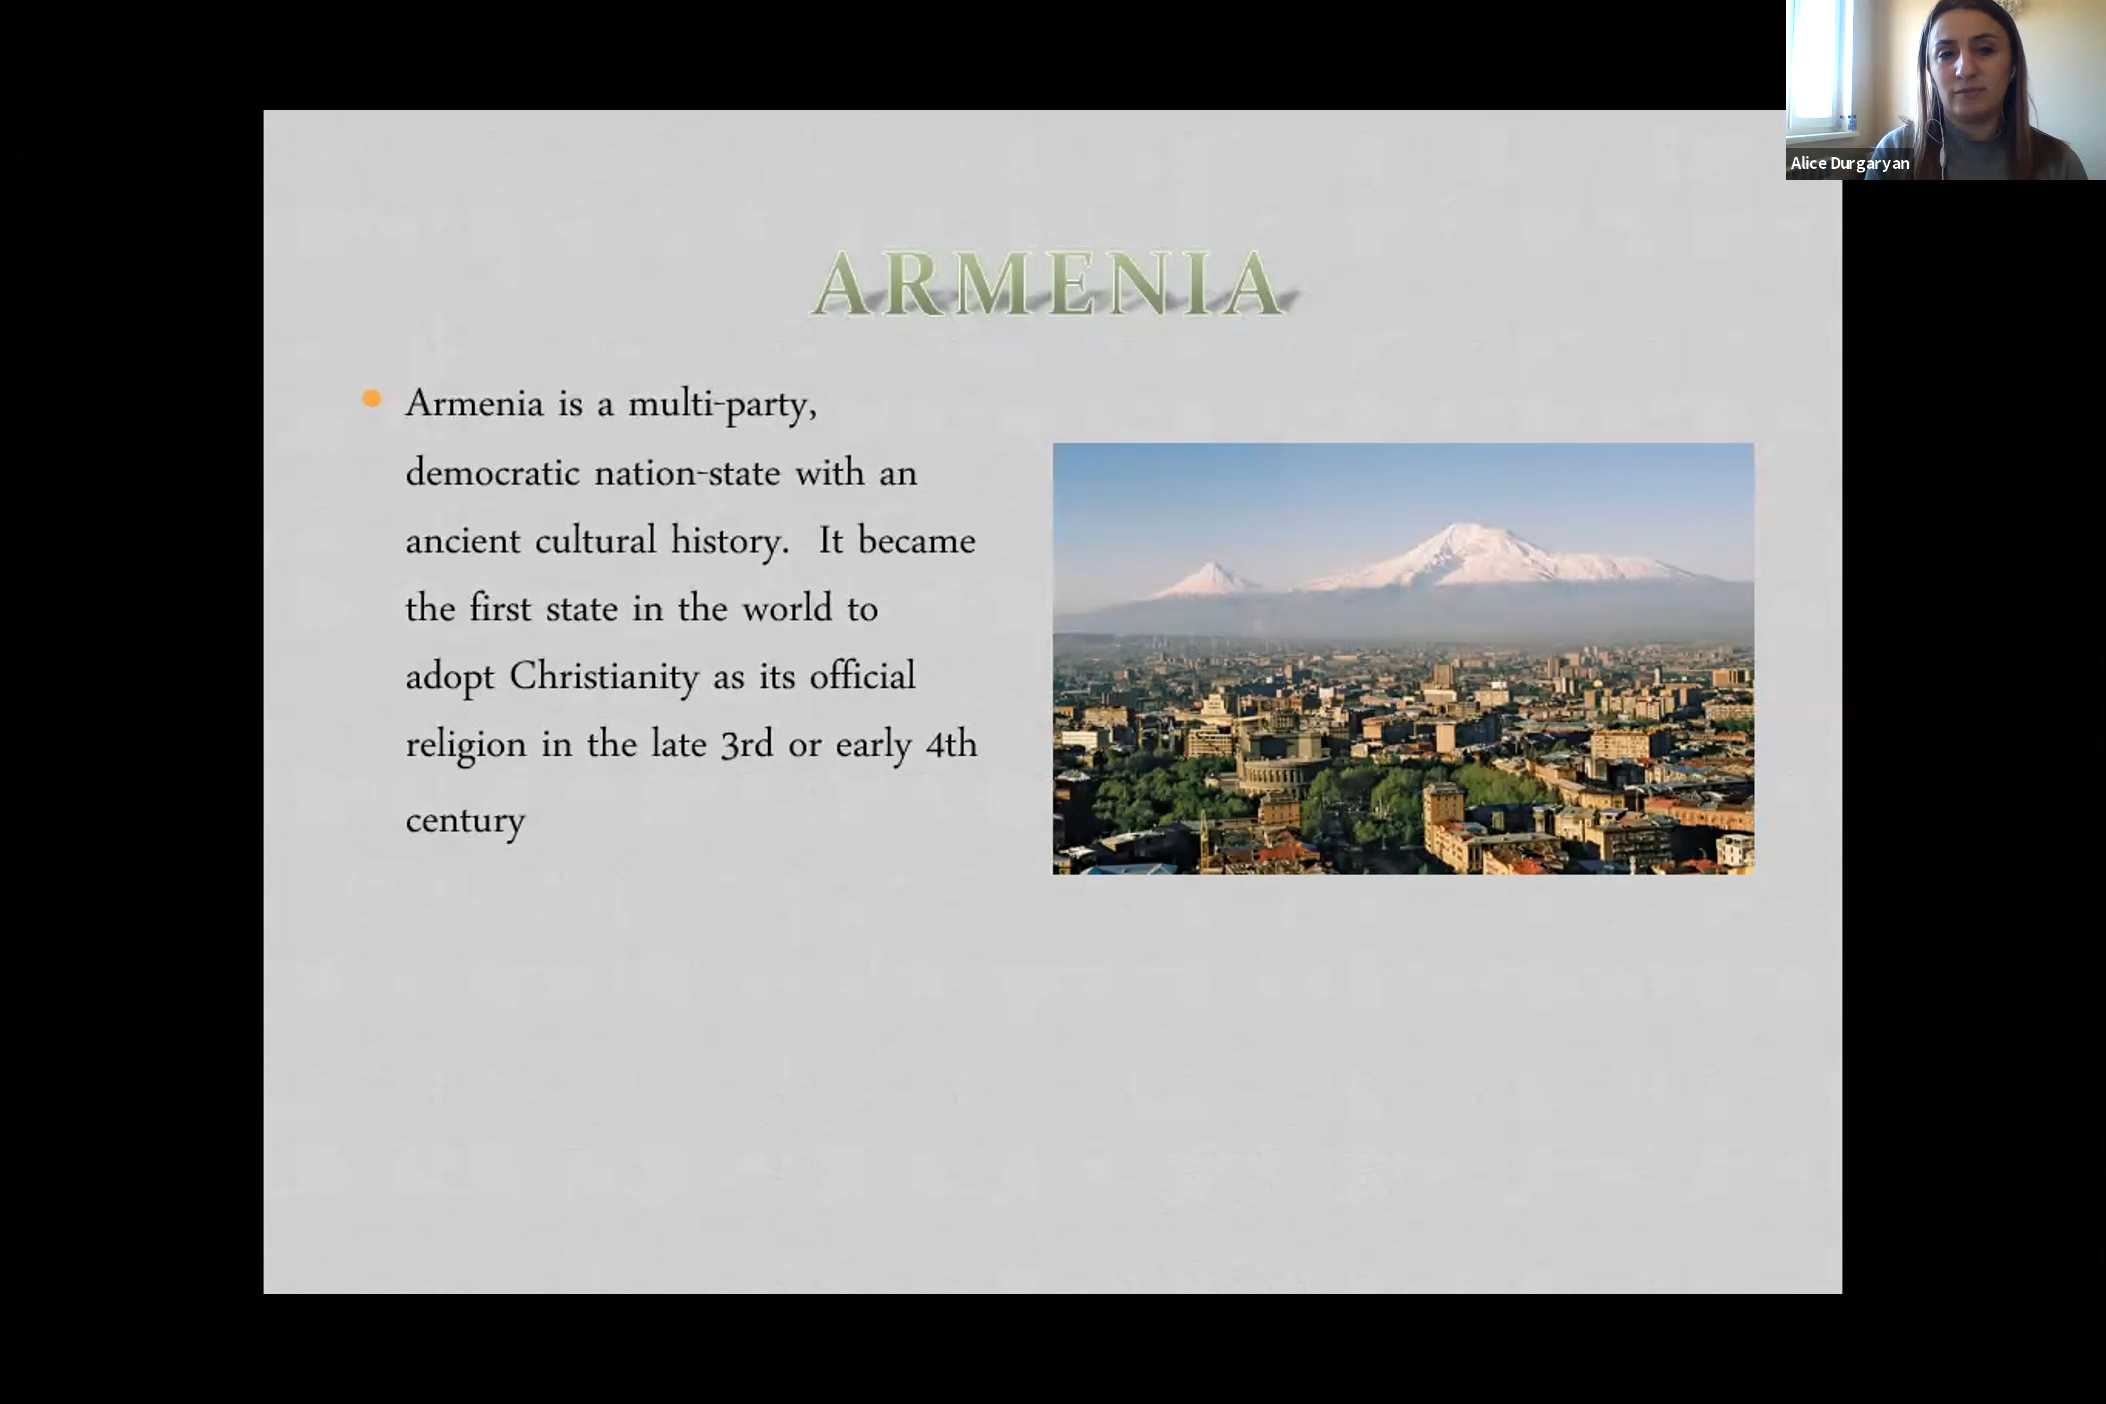 Alice Durgaryan
ARMENIA
Armenia is a multi-party,
democratic nation-state with an
ancient cultural history.  It became
the first state in the world to
adopt Christianity as its official
religion in the late 3rd or early 4th
century